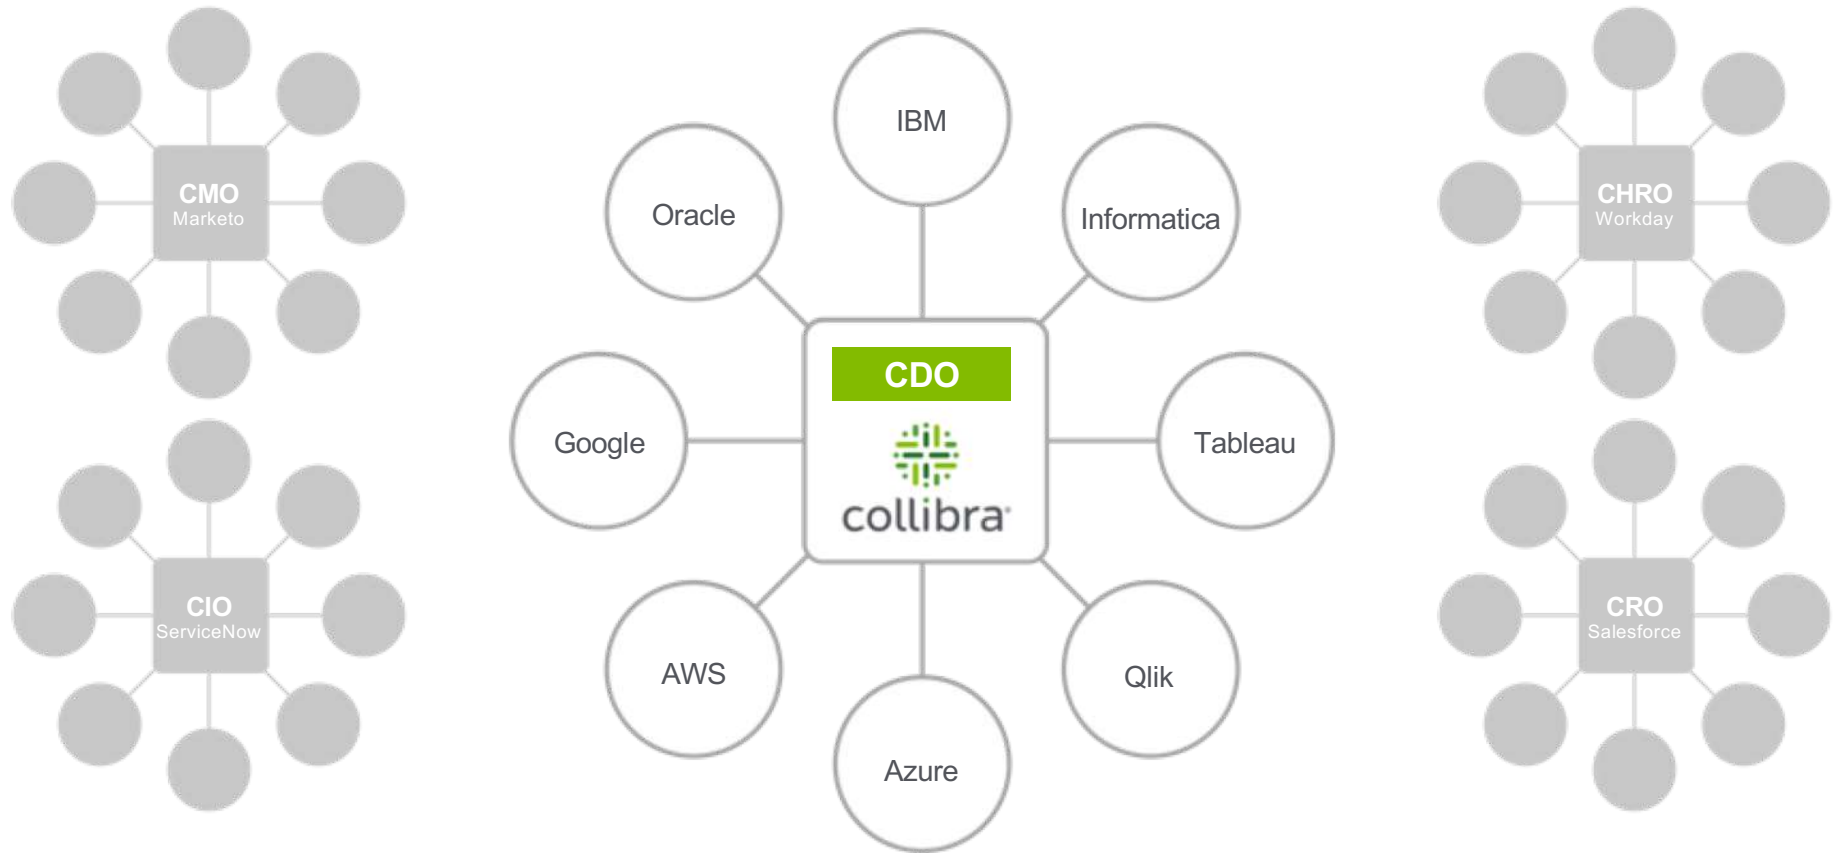 CMO
Marketo
CIO
ServiceNow
IBM
Oracle
Informatica
CDO
collibra
Google
Tableau
AWS
Qlik
Azure
CHRO
Workday
CRO
Salesforce